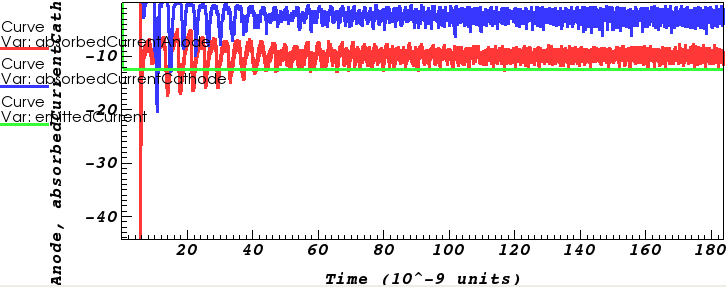 Curve
Var: absorbedCurrentAnode
Curve
Var: absorbedCurrentCathode
Curve
Var: emittedCurrent
Anode, absorbedCurrentCath
-10
-20
-30
-40
20 40 60 80 100 120 140 160 180
Time (10^-9 units)